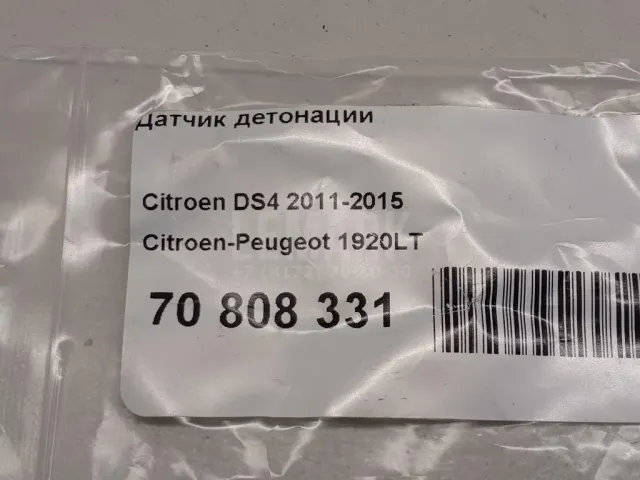 Датчик детонации
Citroen DS4 2011-2015
Citroen-Peugeot 1920LT
70 808 331